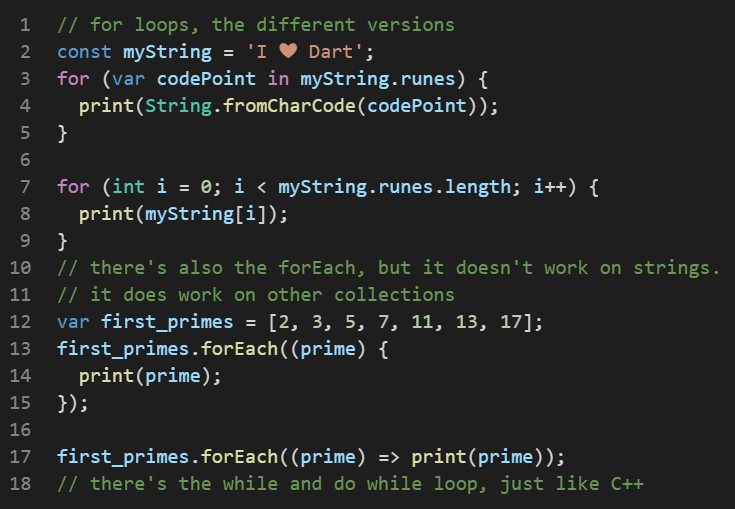 1 // for loops, the different versions
2 const myString = 'I ❤ Dart';
3 for (var codePoint in myString.runes) {
4   print(String.fromCharCode(codePoint));
5 }
6
7 for (int i = 0; i < myString.runes.length; i++) {
8   print(myString[i]);
9 }
10 // there's also the forEach, but it doesn't work on strings.
11 // it does work on other collections
12 var first_primes = [2, 3, 5, 7, 11, 13, 17];
13 first_primes.forEach((prime) {
14   print(prime);
15 });
16
17 first_primes.forEach((prime) => print(prime));
18 // there's the while and do while loop, just like C++